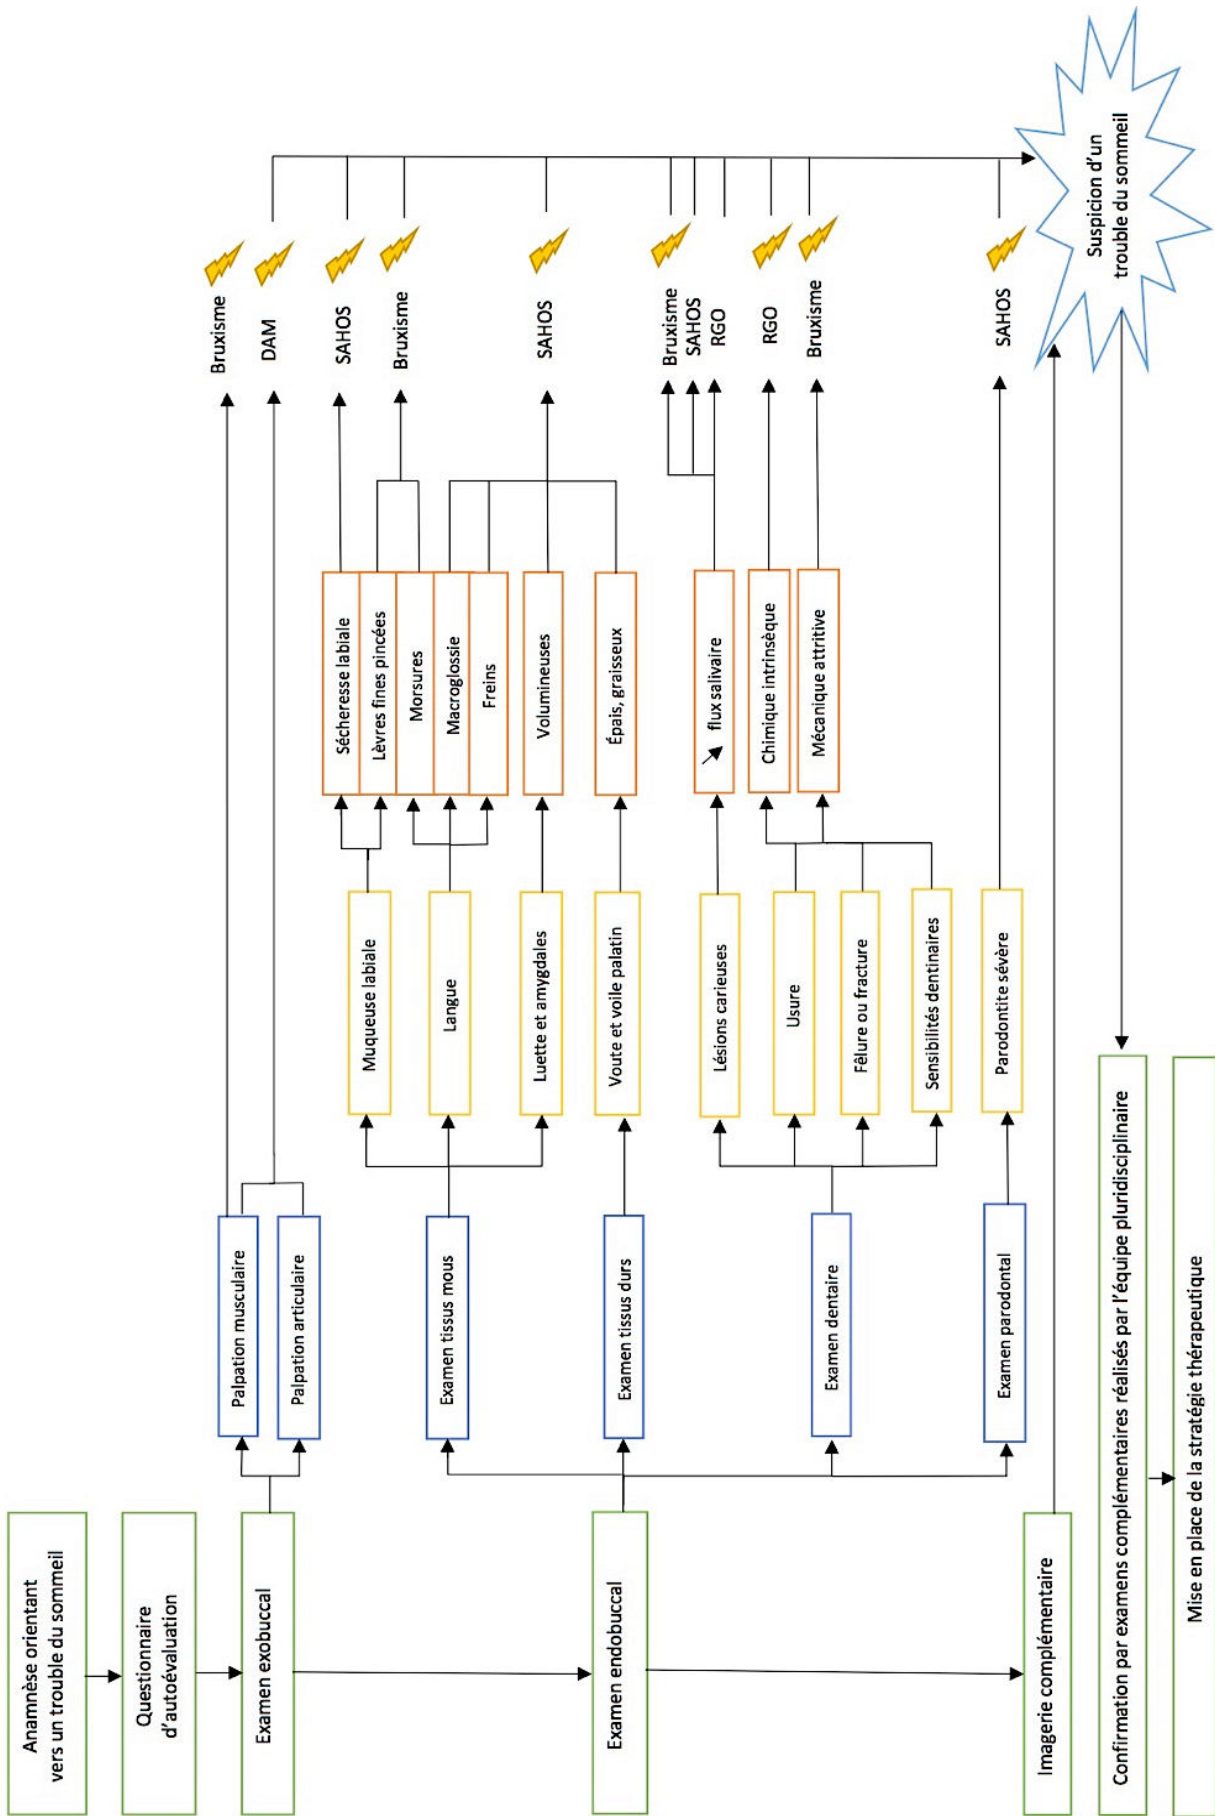 Anamnèse orientant
vers un trouble du sommeil
Questionnaire
d'autoévaluation
Examen exobuccal
Examen endobuccal
Imagerie complémentaire
Palpation musculaire
Palpation articulaire
Examen tissus mous
Examen tissus durs
Examen dentaire
Examen parodontal
Muqueuse labiale
Langue
Luette et amygdales
Voute et voile palatin
Lésions carieuses
Usure
Fêlure ou fracture
Sensibilités dentinaires
Parodontite sévère
Sécheresse labiale
Lèvres fines pincées
Morsures
Macroglossie
Freins
Volumineuses
Épais, graisseux
↘ flux salivaire
Chimique intrinsèque
Mécanique attritive
Bruxisme
DAM
SAHOS
Bruxisme
SAHOS
Bruxisme
SAHOS
RGO
RGO
Bruxisme
SAHOS
Suspicion d'un
trouble du sommeil
Confirmation par examens complémentaires réalisés par l'équipe pluridisciplinaire
Mise en place de la stratégie thérapeutique